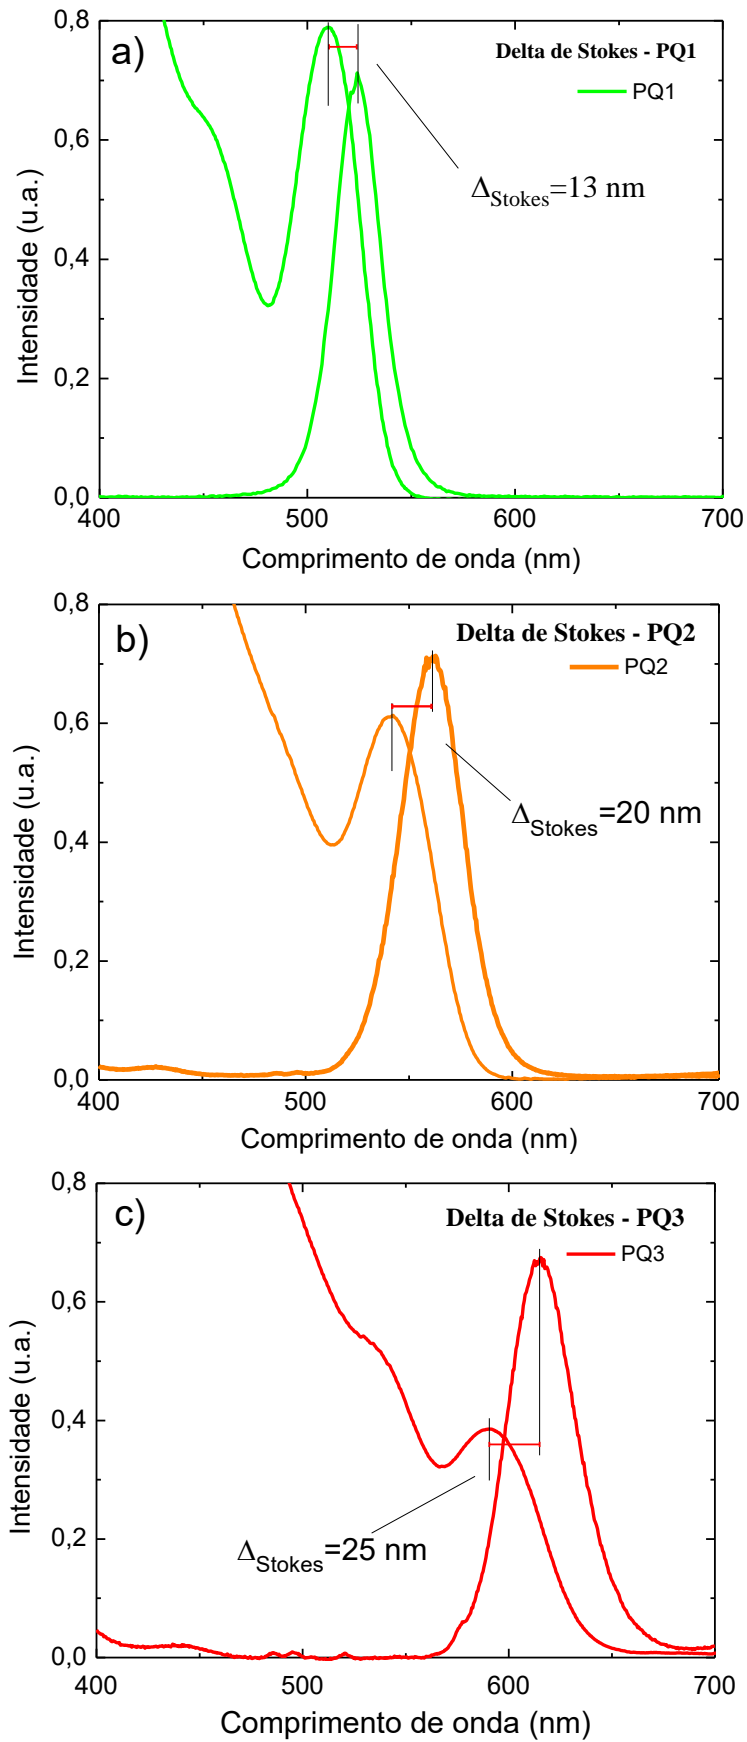 a)
Delta de Stokes - PQ1
PQ1
ΔStokes=13 nm
Intensidade (u.a.)
0,8
0,6
0,4
0,2
0,0
400 500 600 700
Comprimento de onda (nm)
b)
Delta de Stokes - PQ2
PQ2
ΔStokes=20 nm
Intensidade (u.a.)
0,8
0,6
0,4
0,2
0,0
400 500 600 700
Comprimento de onda (nm)
c)
Delta de Stokes - PQ3
PQ3
ΔStokes=25 nm
Intensidade (u.a.)
0,8
0,6
0,4
0,2
0,0
400 500 600 700
Comprimento de onda (nm)